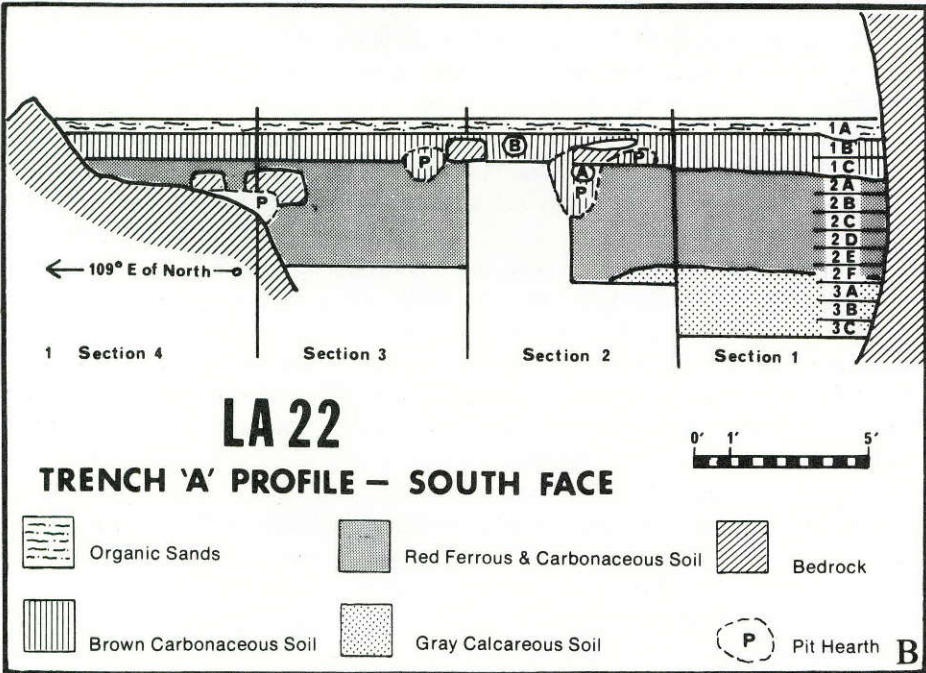 1A
1B
1C
2A
2B
2C
2D
2E
2F
3A
3B
3C
B
P
P
A
P
P
109° E of North
1 Section 4
Section 3
Section 2
Section 1
LA 22
0' 1' 5'
TRENCH 'A' PROFILE — SOUTH FACE
Organic Sands
Red Ferrous & Carbonaceous Soil
Bedrock
Brown Carbonaceous Soil
Gray Calcareous Soil
P
Pit Hearth
B